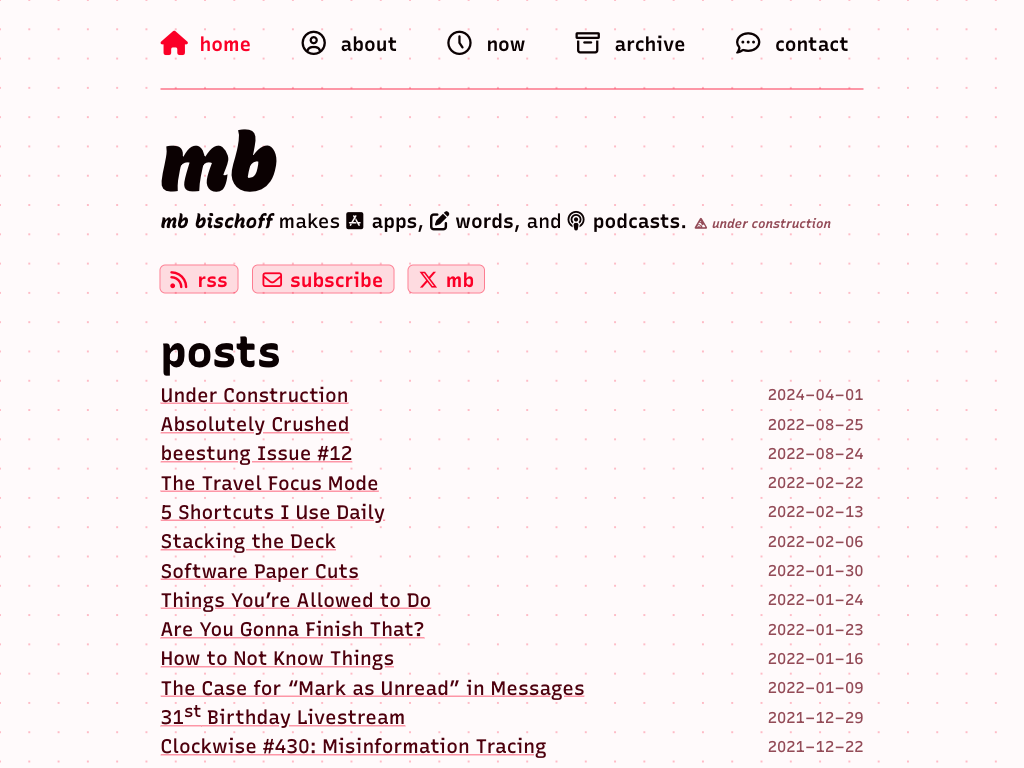 home about now archive contact
mb
mb bischoff makes apps, words, and podcasts. under construction
rss subscribe mb
posts
Under Construction 2024-04-01
Absolutely Crushed 2022-08-25
beestung Issue #12 2022-08-24
The Travel Focus Mode 2022-02-22
5 Shortcuts I Use Daily 2022-02-13
Stacking the Deck 2022-02-06
Software Paper Cuts 2022-01-30
Things You’re Allowed to Do 2022-01-24
Are You Gonna Finish That? 2022-01-23
How to Not Know Things 2022-01-16
The Case for “Mark as Unread” in Messages 2022-01-09
31st Birthday Livestream 2021-12-29
Clockwise #430: Misinformation Tracing 2021-12-22